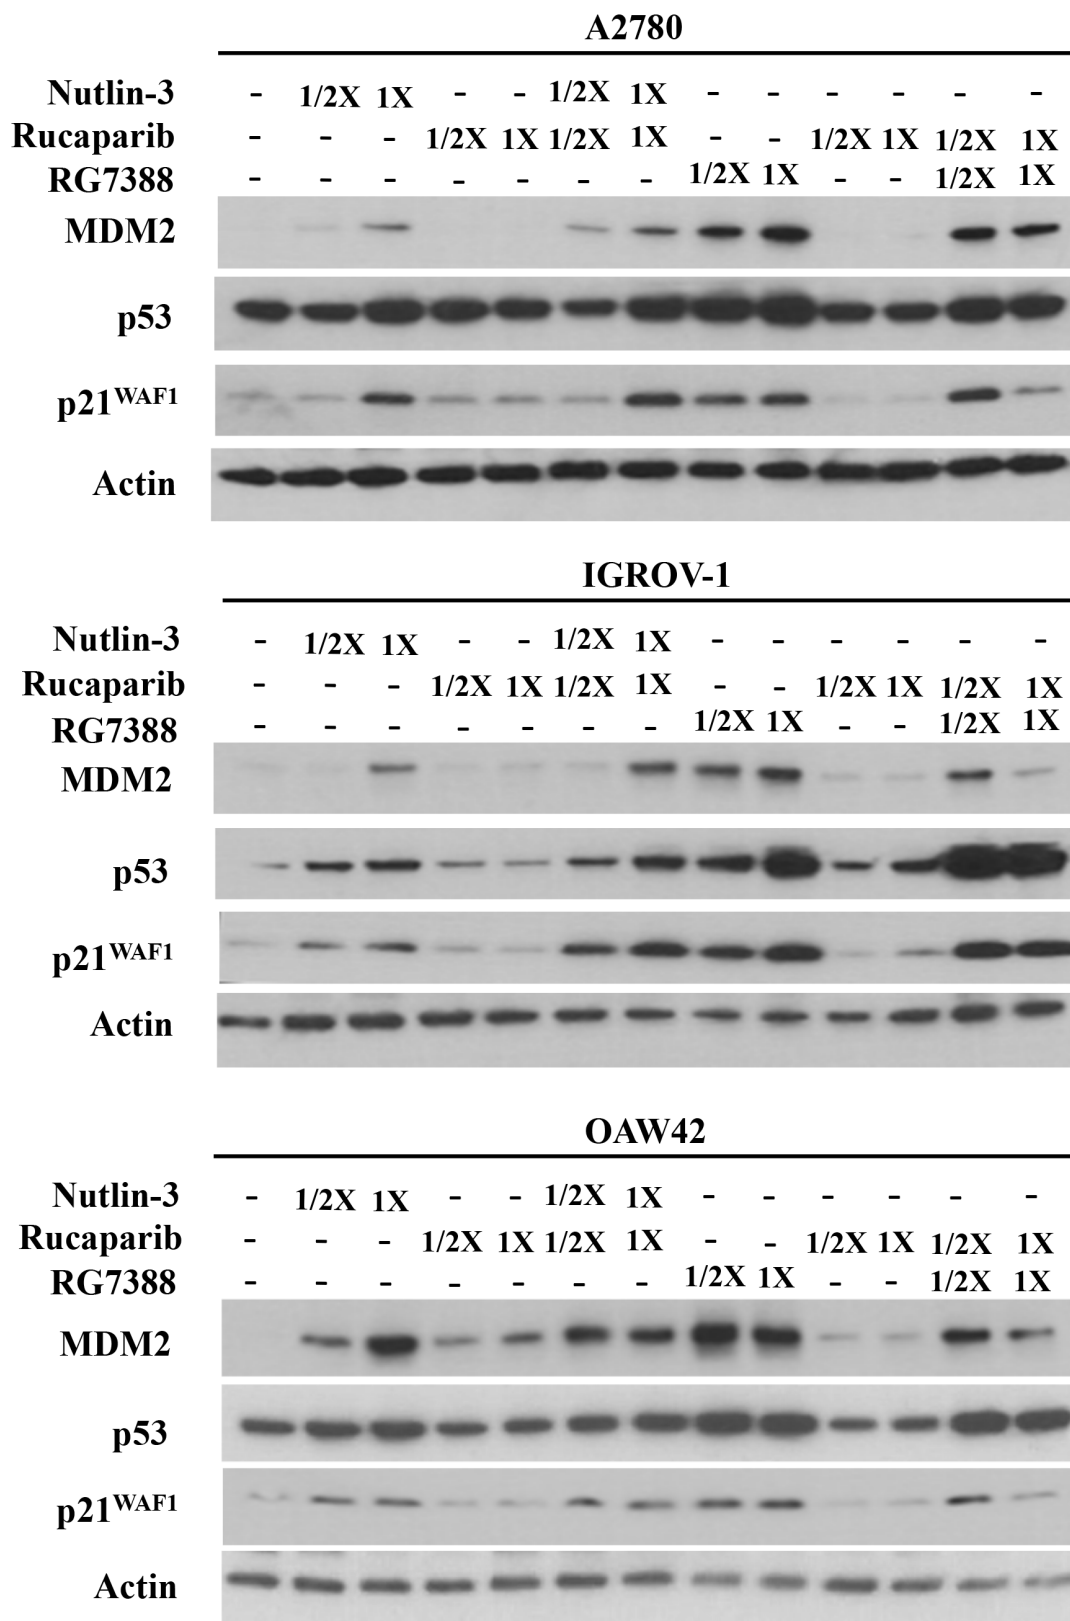 A2780
Nutlin-3 - 1/2X 1X - - 1/2X 1X - - - - - -
Rucaparib - - - 1/2X 1X 1/2X 1X - - 1/2X 1X 1/2X 1X
RG7388 - - - - - - - 1/2X 1X - - 1/2X 1X
MDM2
p53
p21WAF1
Actin
IGROV-1
Nutlin-3 - 1/2X 1X - - 1/2X 1X - - - - - -
Rucaparib - - - 1/2X 1X 1/2X 1X - - 1/2X 1X 1/2X 1X
RG7388 - - - - - - - 1/2X 1X - - 1/2X 1X
MDM2
p53
p21WAF1
Actin
OAW42
Nutlin-3 - 1/2X 1X - - 1/2X 1X - - - - - -
Rucaparib - - - 1/2X 1X 1/2X 1X - - 1/2X 1X 1/2X 1X
RG7388 - - - - - - - 1/2X 1X - - 1/2X 1X
MDM2
p53
p21WAF1
Actin